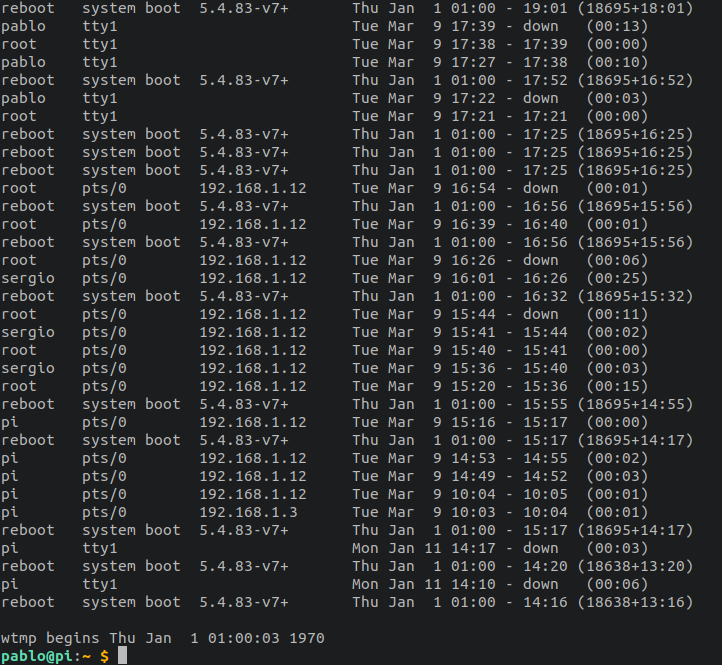 reboot   system boot  5.4.83-v7+       Thu Jan  1 01:00 - 19:01 (18695+18:01)
pablo    tty1                          Tue Mar  9 17:39 - down   (00:13)
root     tty1                          Tue Mar  9 17:38 - 17:39  (00:00)
pablo    tty1                          Tue Mar  9 17:27 - 17:38  (00:10)
reboot   system boot  5.4.83-v7+       Thu Jan  1 01:00 - 17:52 (18695+16:52)
pablo    tty1                          Tue Mar  9 17:22 - down   (00:03)
root     tty1                          Tue Mar  9 17:21 - 17:21  (00:00)
reboot   system boot  5.4.83-v7+       Thu Jan  1 01:00 - 17:25 (18695+16:25)
reboot   system boot  5.4.83-v7+       Thu Jan  1 01:00 - 17:25 (18695+16:25)
reboot   system boot  5.4.83-v7+       Thu Jan  1 01:00 - 17:25 (18695+16:25)
root     pts/0        192.168.1.12     Tue Mar  9 16:54 - down   (00:01)
reboot   system boot  5.4.83-v7+       Thu Jan  1 01:00 - 16:56 (18695+15:56)
root     pts/0        192.168.1.12     Tue Mar  9 16:39 - 16:40  (00:01)
reboot   system boot  5.4.83-v7+       Thu Jan  1 01:00 - 16:56 (18695+15:56)
root     pts/0        192.168.1.12     Tue Mar  9 16:26 - down   (00:06)
sergio   pts/0        192.168.1.12     Tue Mar  9 16:01 - 16:26  (00:25)
reboot   system boot  5.4.83-v7+       Thu Jan  1 01:00 - 16:32 (18695+15:32)
root     pts/0        192.168.1.12     Tue Mar  9 15:44 - down   (00:11)
sergio   pts/0        192.168.1.12     Tue Mar  9 15:41 - 15:44  (00:02)
root     pts/0        192.168.1.12     Tue Mar  9 15:40 - 15:41  (00:00)
sergio   pts/0        192.168.1.12     Tue Mar  9 15:36 - 15:40  (00:03)
root     pts/0        192.168.1.12     Tue Mar  9 15:20 - 15:36  (00:15)
reboot   system boot  5.4.83-v7+       Thu Jan  1 01:00 - 15:55 (18695+14:55)
pi       pts/0        192.168.1.12     Tue Mar  9 15:16 - 15:17  (00:00)
reboot   system boot  5.4.83-v7+       Thu Jan  1 01:00 - 15:17 (18695+14:17)
pi       pts/0        192.168.1.12     Tue Mar  9 14:53 - 14:55  (00:02)
pi       pts/0        192.168.1.12     Tue Mar  9 14:49 - 14:52  (00:03)
pi       pts/0        192.168.1.12     Tue Mar  9 10:04 - 10:05  (00:01)
pi       pts/0        192.168.1.3      Tue Mar  9 10:03 - 10:04  (00:01)
reboot   system boot  5.4.83-v7+       Thu Jan  1 01:00 - 15:17 (18695+14:17)
pi       tty1                          Mon Jan 11 14:17 - down   (00:03)
reboot   system boot  5.4.83-v7+       Thu Jan  1 01:00 - 14:20 (18638+13:20)
pi       tty1                          Mon Jan 11 14:10 - down   (00:06)
reboot   system boot  5.4.83-v7+       Thu Jan  1 01:00 - 14:16 (18638+13:16)

wtmp begins Thu Jan  1 01:00:03 1970
pablo@pi:~ $